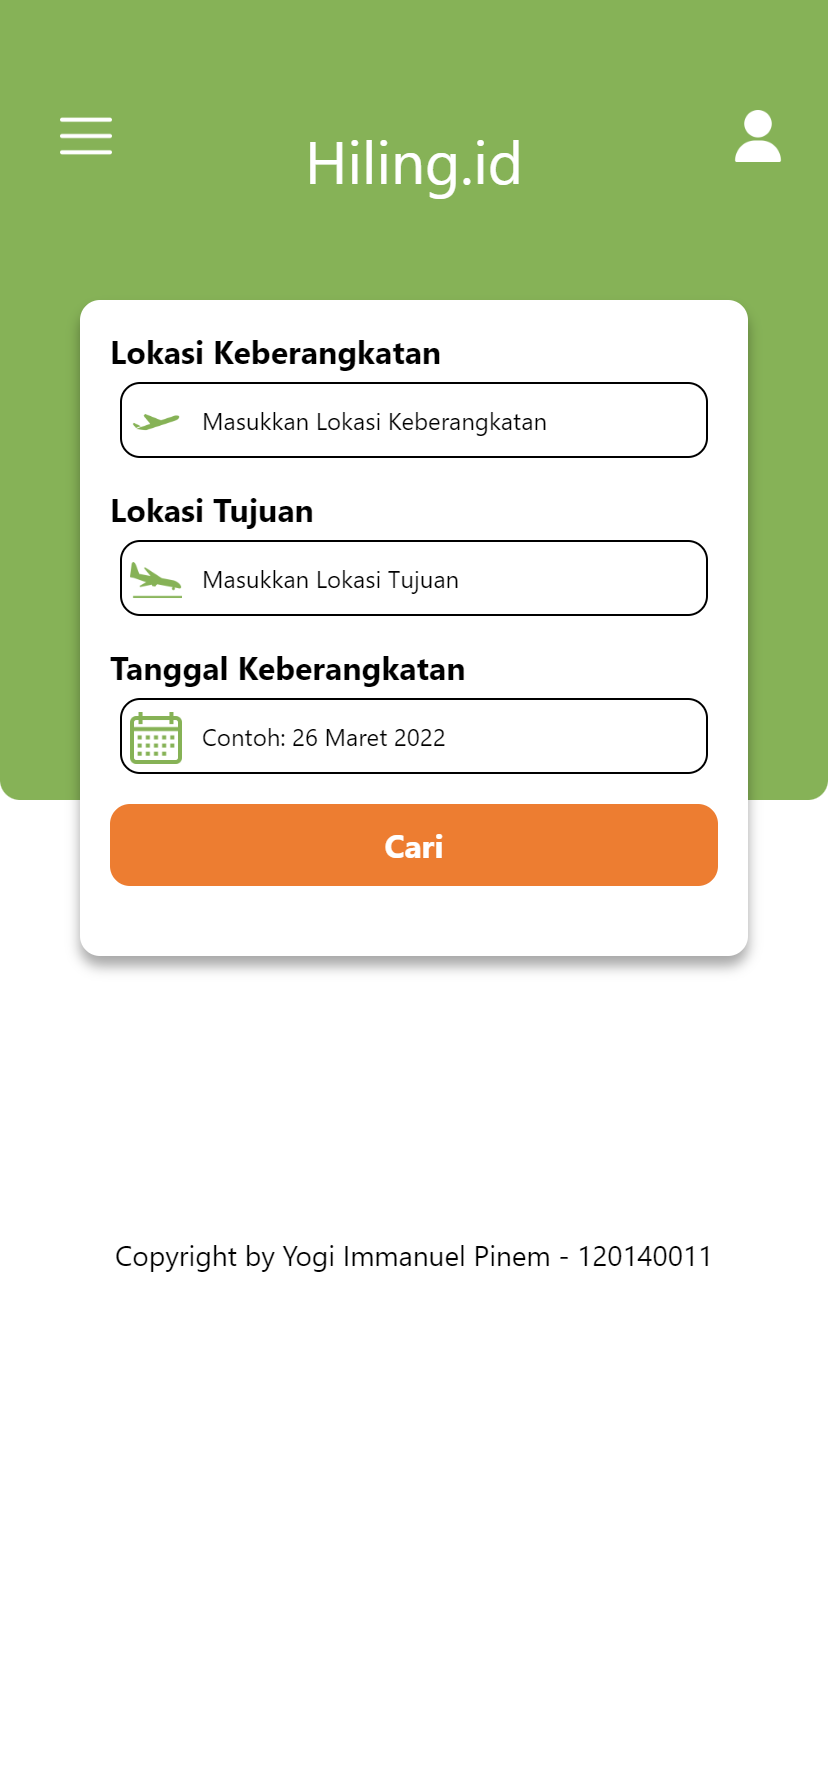 Hiling.id
Lokasi Keberangkatan
Masukkan Lokasi Keberangkatan
Lokasi Tujuan
Masukkan Lokasi Tujuan
Tanggal Keberangkatan
Contoh: 26 Maret 2022
Cari
Copyright by Yogi Immanuel Pinem - 120140011